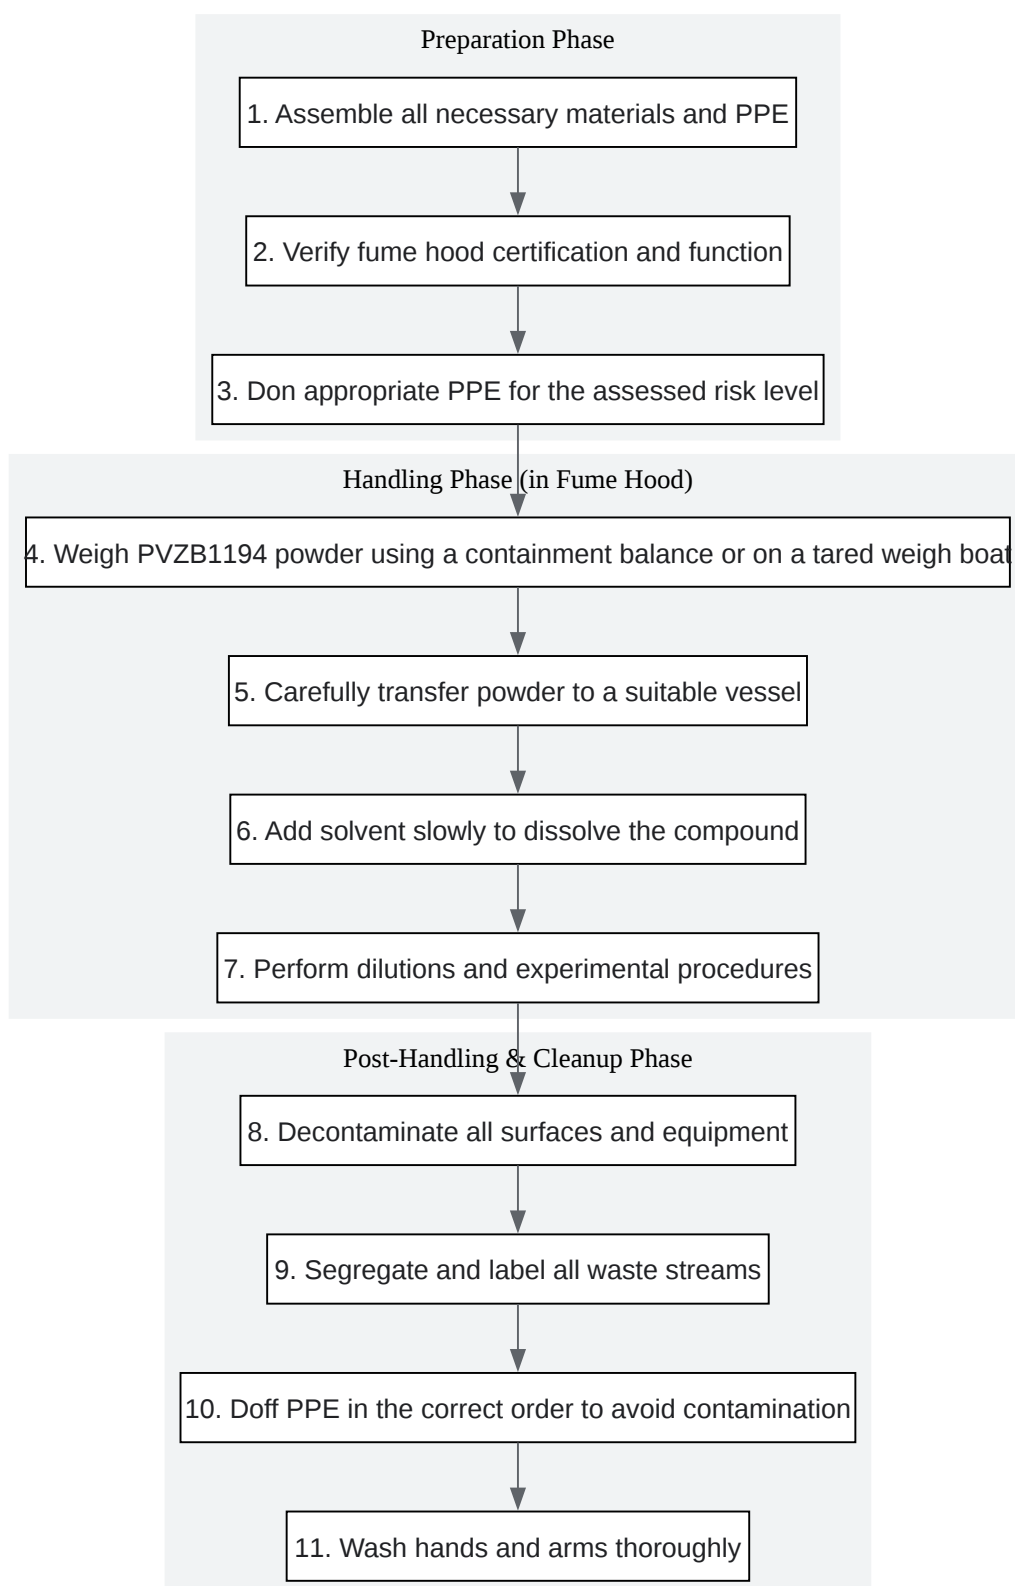 Preparation Phase
1. Assemble all necessary materials and PPE
2. Verify fume hood certification and function
3. Don appropriate PPE for the assessed risk level
Handling Phase (in Fume Hood)
4. Weigh PVZB1194 powder using a containment balance or on a tared weigh boat
5. Carefully transfer powder to a suitable vessel
6. Add solvent slowly to dissolve the compound
7. Perform dilutions and experimental procedures
Post-Handling & Cleanup Phase
8. Decontaminate all surfaces and equipment
9. Segregate and label all waste streams
10. Doff PPE in the correct order to avoid contamination
11. Wash hands and arms thoroughly